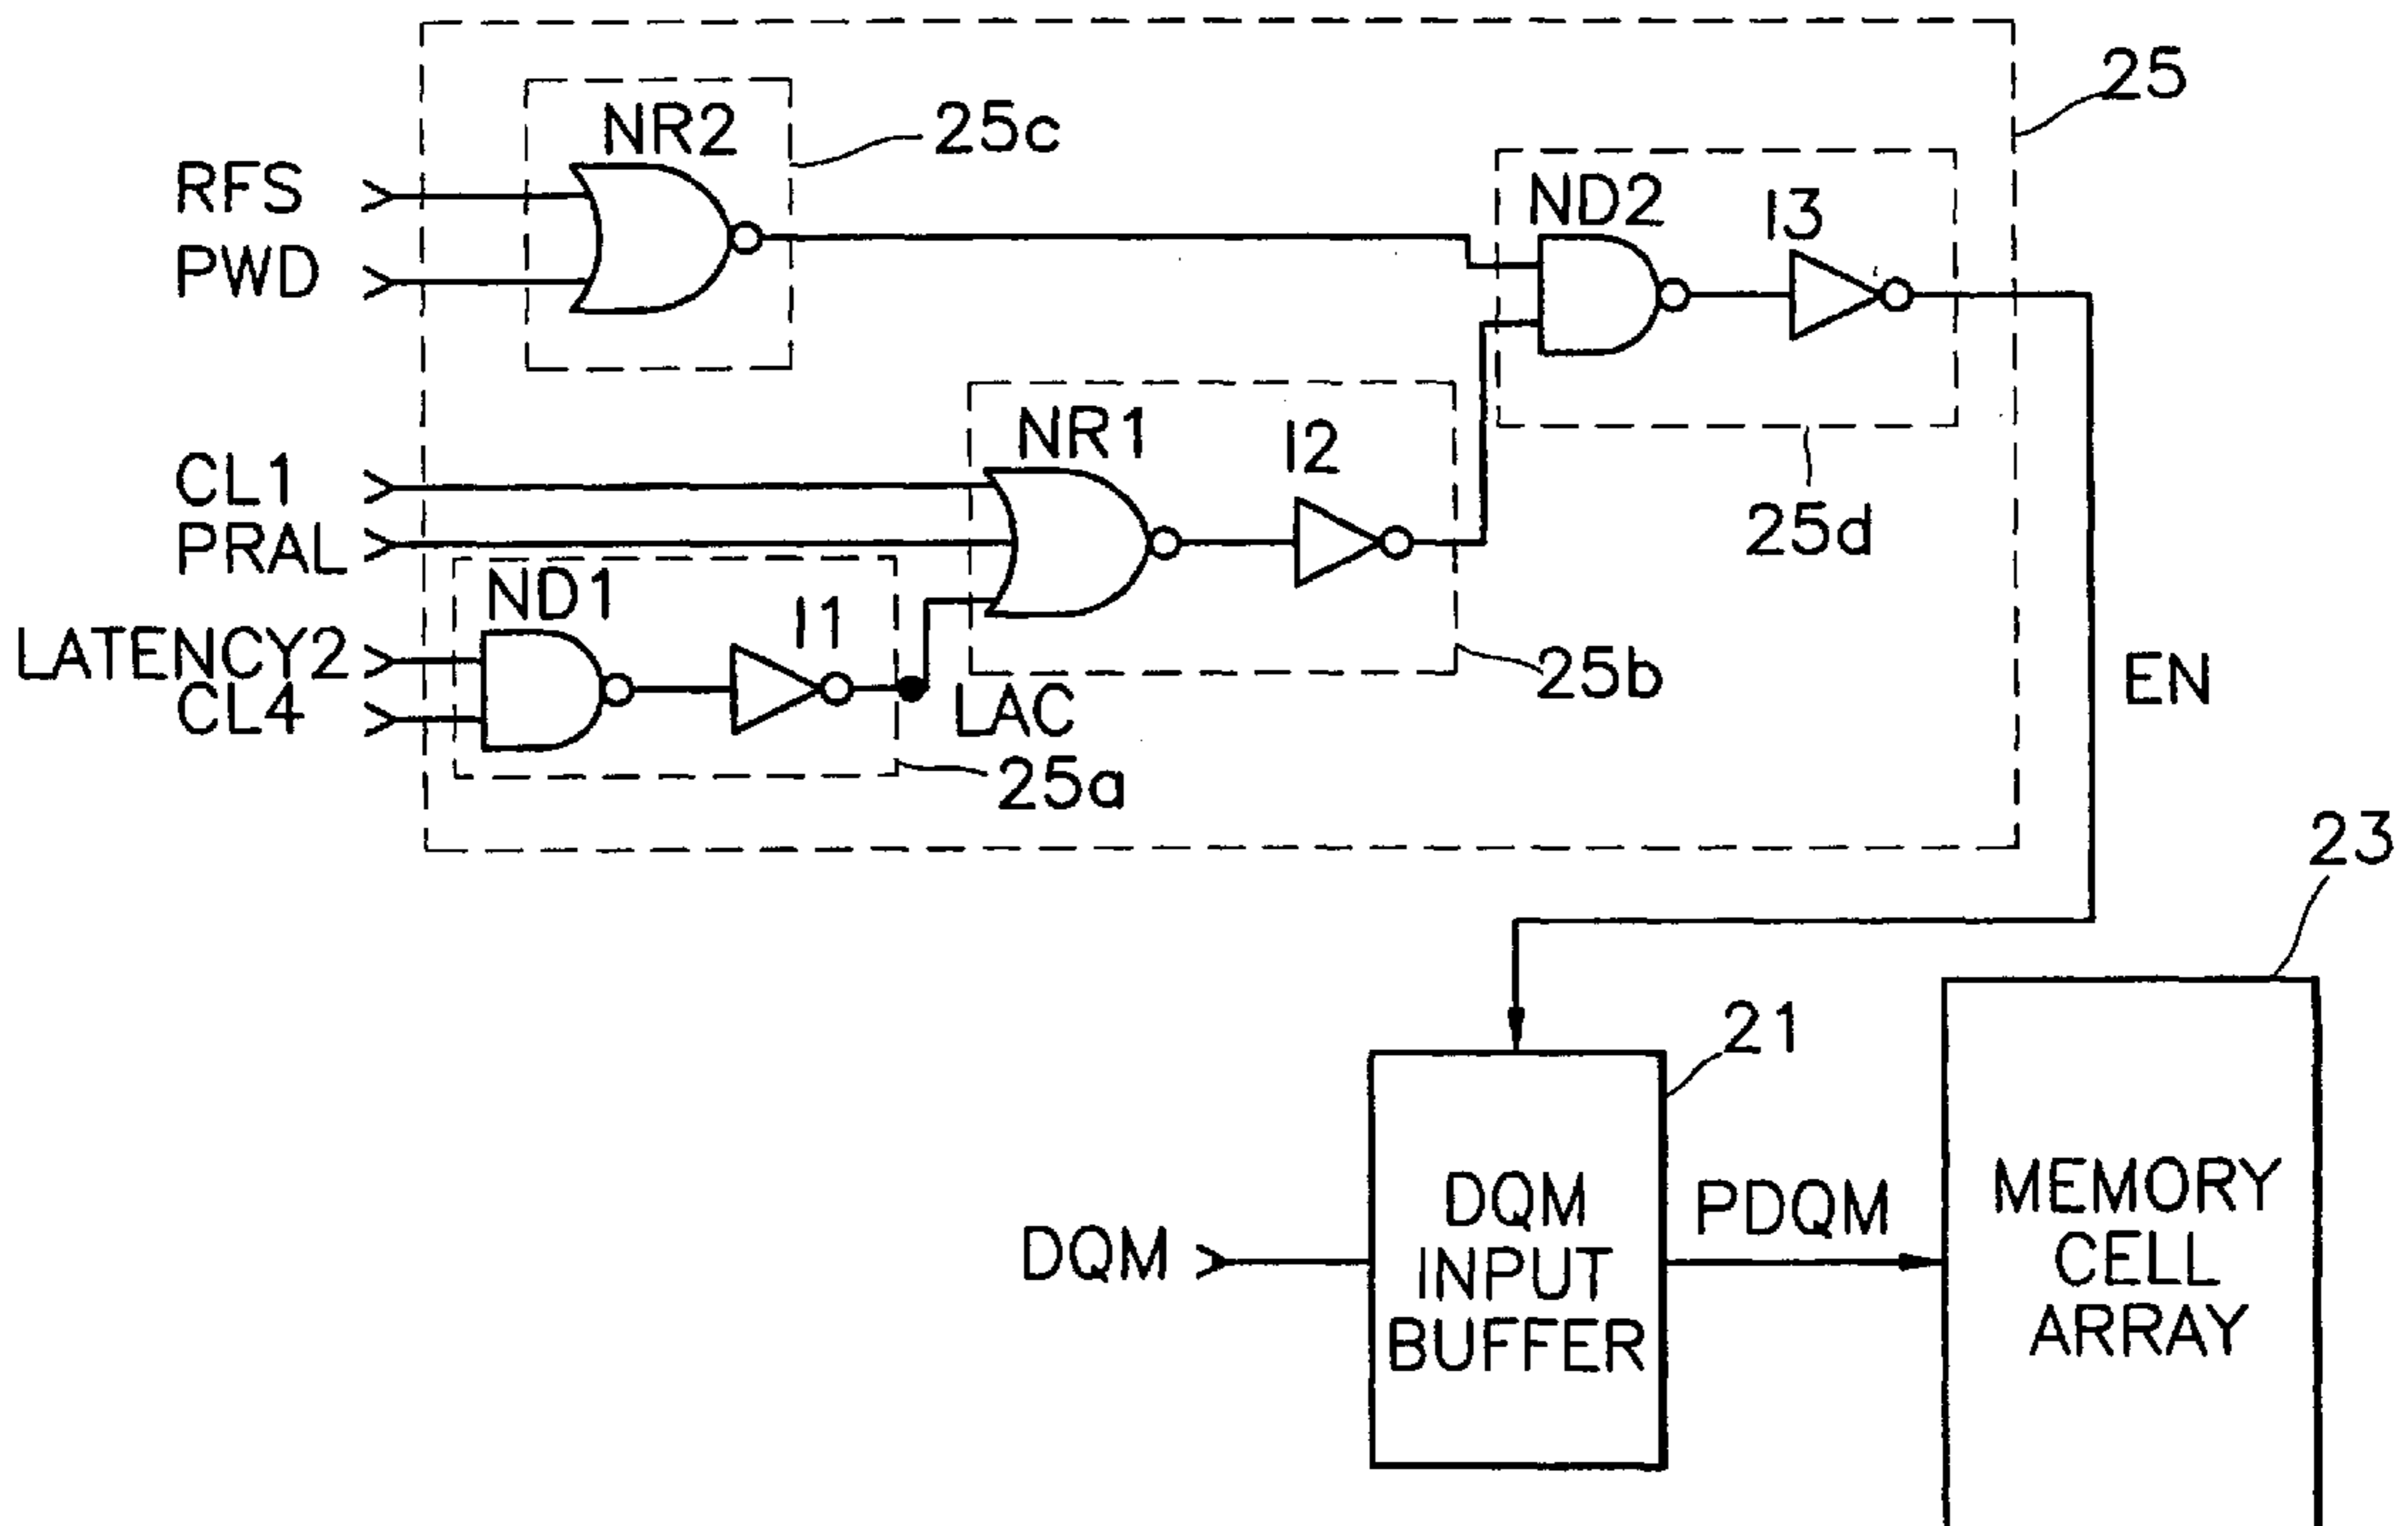 25
NR2
25c
RFS
PWD
ND2
I3
25d
CL1
PRAL
NR1
I2
25b
LATENCY2
CL4
ND1
I1
LAC
25a
EN
23
21
DQM
DQM
INPUT
BUFFER
PDQM
MEMORY
CELL
ARRAY